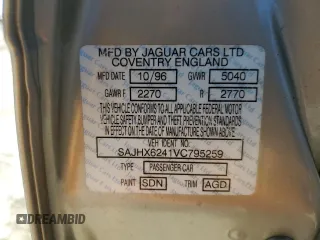 MFD BY JAGUAR CARS LTD
COVENTRY ENGLAND
MFD DATE 10/96 GVWR 5040
GAWR F 2270 R 2770
THIS VEHICLE CONFORMS TO ALL APPLICABLE FEDERAL MOTOR
VEHICLE SAFETY, BUMPER AND THEFT PREVENTION STANDARDS
IN EFFECT ON THE DATE OF MANUFACTURE SHOWN ABOVE
VEH IDENT NO.
SAJHX6241VC795259
TYPE PASSENGER CAR
PAINT SDN TRIM AGD
DREAMBID